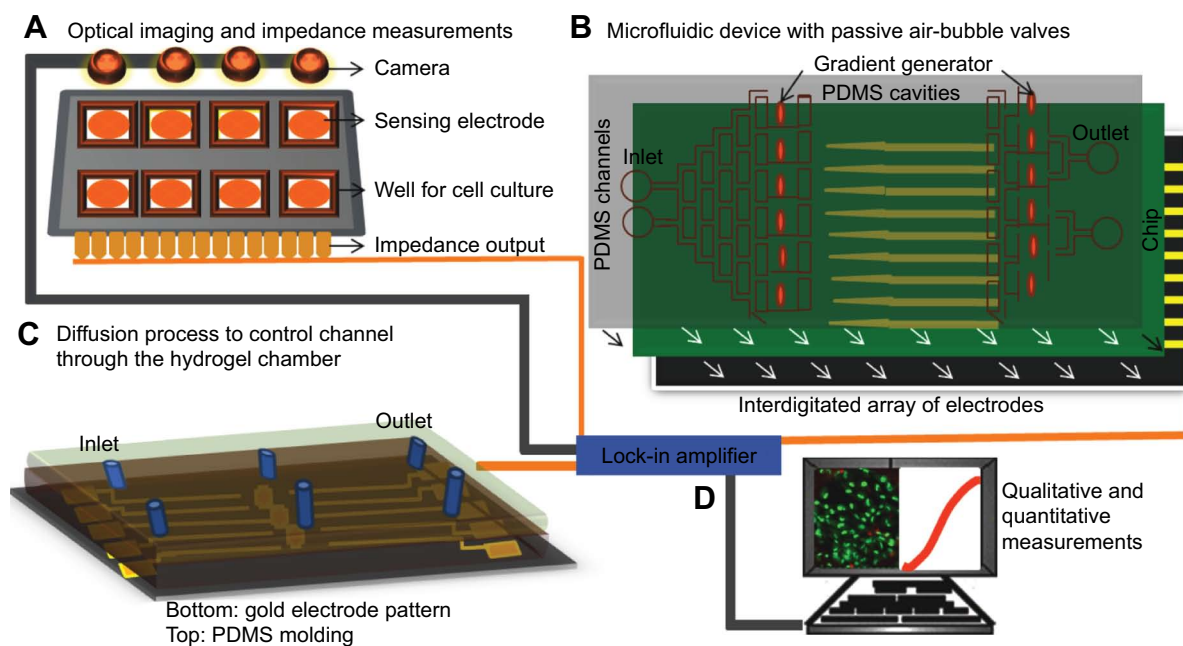 A Optical imaging and impedance measurements
Camera
Sensing electrode
Well for cell culture
Impedance output
B Microfluidic device with passive air-bubble valves
Gradient generator
PDMS cavities
PDMS channels
Inlet
Outlet
Chip
Interdigitated array of electrodes
C Diffusion process to control channel
through the hydrogel chamber
Inlet
Outlet
Bottom: gold electrode pattern
Top: PDMS molding
Lock-in amplifier
D
Qualitative and
quantitative
measurements